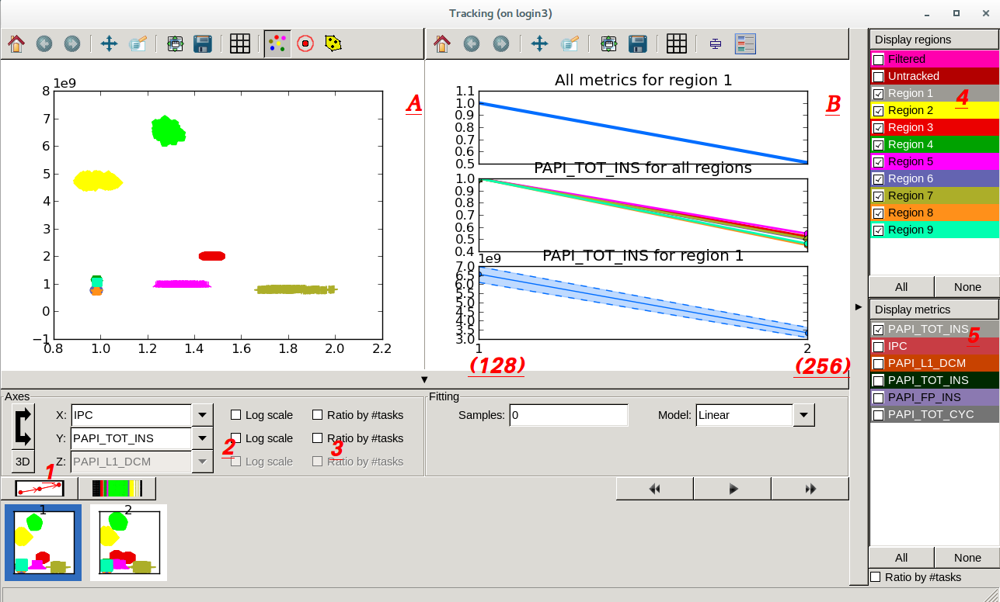 Tracking (on login3)
A
1e9
8
7
6
5
4
3
2
1
0
−1
0.8 1.0 1.2 1.4 1.6 1.8 2.0 2.2
B
All metrics for region 1
1.1
1.0
0.9
0.8
0.7
0.6
0.5
PAPI_TOT_INS for all regions
1.0
0.9
0.8
0.7
0.6
0.5
0.4
1e9
PAPI_TOT_INS for region 1
7.0
6.5
6.0
5.5
5.0
4.5
4.0
3.5
3.0
1 2
(128) (256)
Display regions
Filtered
Untracked
Region 1
4
Region 2
Region 3
Region 4
Region 5
Region 6
Region 7
Region 8
Region 9
All None
Display metrics
PAPI_TOT_INS
5
IPC
PAPI_L1_DCM
PAPI_TOT_INS
PAPI_FP_INS
PAPI_TOT_CYC
All None
Ratio by #tasks
Axes
X: IPC Log scale Ratio by #tasks
Y: PAPI_TOT_INS Log scale Ratio by #tasks
2 3
3D Z: PAPI_L1_DCM Log scale Ratio by #tasks
1
Fitting
Samples: 0 Model: Linear
1 2